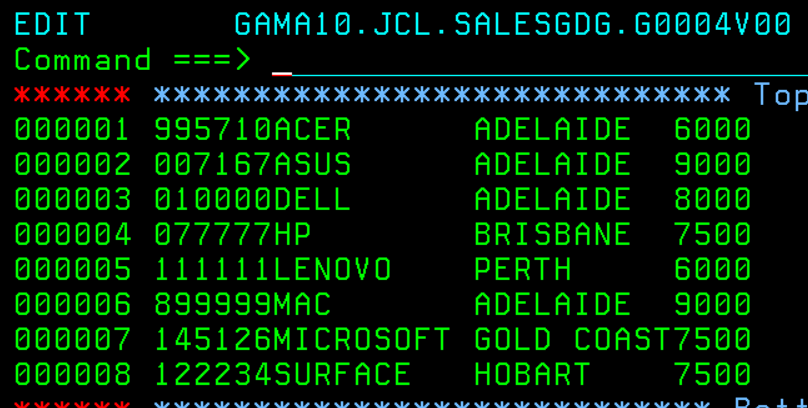 EDIT       GAMA10.JCL.SALESGDG.G0004V00
Command ===> _
****** ***************************** Top
000001 995710ACER      ADELAIDE  6000
000002 007167ASUS      ADELAIDE  9000
000003 010000DELL      ADELAIDE  8000
000004 077777HP        BRISBANE  7500
000005 111111LENOVO    PERTH     6000
000006 899999MAC       ADELAIDE  9000
000007 145126MICROSOFT GOLD COAST7500
000008 122234SURFACE   HOBART    7500
****** **************************** Bott